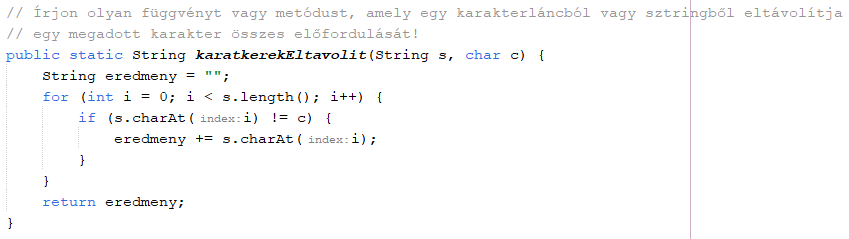 // Írjon olyan függvényt vagy metódust, amely egy karakterláncból vagy sztringből eltávolítja
// egy megadott karakter összes előfordulását!
public static String karatkerekEltavolit(String s, char c) {
    String eredmeny = "";
    for (int i = 0; i < s.length(); i++) {
        if (s.charAt( index: i) != c) {
            eredmeny += s.charAt( index: i);
        }
    }
    return eredmeny;
}